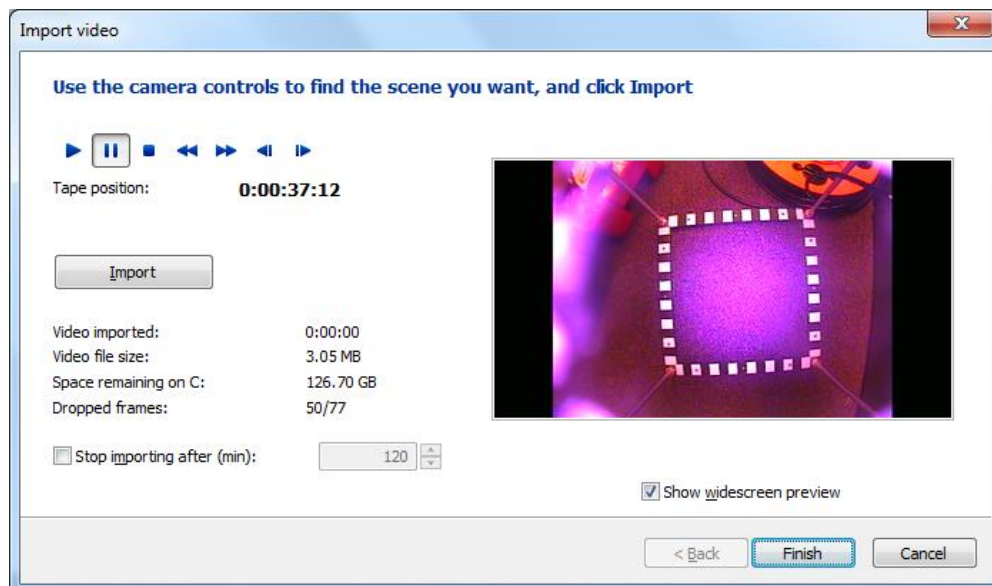 Import video
Use the camera controls to find the scene you want, and click Import
Tape position: 0:00:37:12
Import
Video imported: 0:00:00
Video file size: 3.05 MB
Space remaining on C: 126.70 GB
Dropped frames: 50/77
Stop importing after (min): 120
Show widescreen preview
< Back Finish Cancel